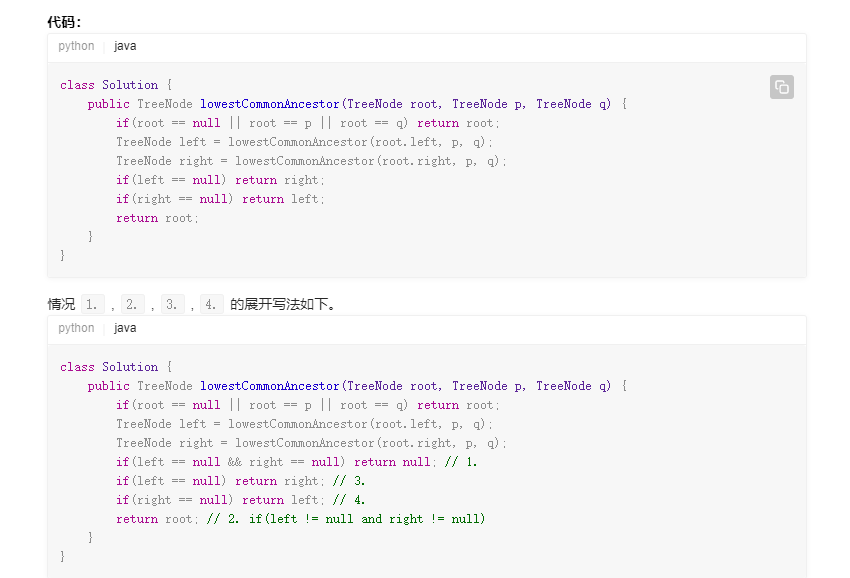 代码：
python | java
class Solution {
    public TreeNode lowestCommonAncestor(TreeNode root, TreeNode p, TreeNode q) {
        if(root == null || root == p || root == q) return root;
        TreeNode left = lowestCommonAncestor(root.left, p, q);
        TreeNode right = lowestCommonAncestor(root.right, p, q);
        if(left == null) return right;
        if(right == null) return left;
        return root;
    }
}
情况 1. , 2. , 3. , 4. 的展开写法如下。
python | java
class Solution {
    public TreeNode lowestCommonAncestor(TreeNode root, TreeNode p, TreeNode q) {
        if(root == null || root == p || root == q) return root;
        TreeNode left = lowestCommonAncestor(root.left, p, q);
        TreeNode right = lowestCommonAncestor(root.right, p, q);
        if(left == null && right == null) return null; // 1.
        if(left == null) return right; // 3.
        if(right == null) return left; // 4.
        return root; // 2. if(left != null and right != null)
    }
}